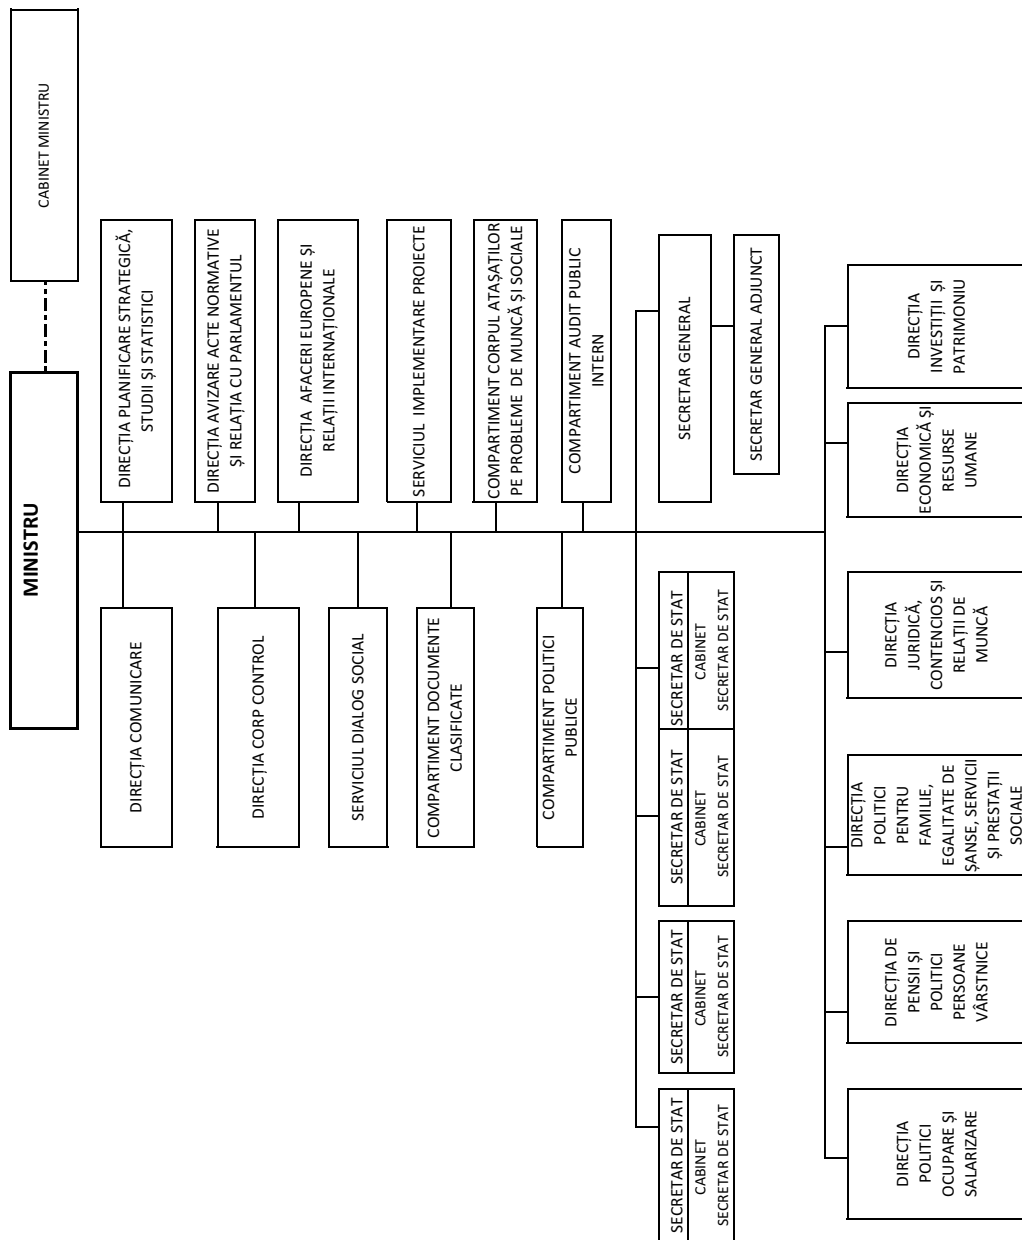 CABINET MINISTRU
MINISTRU
DIRECȚIA PLANIFICARE STRATEGICĂ,
STUDII ȘI STATISTICI
DIRECȚIA AVIZARE ACTE NORMATIVE
ȘI RELAȚIA CU PARLAMENTUL
DIRECȚIA AFACERI EUROPENE ȘI
RELAȚII INTERNAȚIONALE
SERVICIUL IMPLEMENTARE PROIECTE
COMPARTIMENT CORPUL ATAȘAȚILOR
PE PROBLEME DE MUNCĂ ȘI SOCIALE
COMPARTIMENT AUDIT PUBLIC
INTERN
DIRECȚIA COMUNICARE
DIRECȚIA CORP CONTROL
SERVICIUL DIALOG SOCIAL
COMPARTIMENT DOCUMENTE
CLASIFICATE
COMPARTIMENT POLITICI
PUBLICE
SECRETAR DE STAT
CABINET
SECRETAR DE STAT
SECRETAR DE STAT
CABINET
SECRETAR DE STAT
SECRETAR DE STAT
CABINET
SECRETAR DE STAT
SECRETAR DE STAT
CABINET
SECRETAR DE STAT
SECRETAR GENERAL
SECRETAR GENERAL ADJUNCT
DIRECȚIA
POLITICI
OCUPARE ȘI
SALARIZARE
DIRECȚIA DE
PENSII ȘI
POLITICI
PERSOANE
VÂRSTNICE
DIRECȚIA
POLITICI
PENTRU
FAMILIE,
EGALITATE DE
ȘANSE, SERVICII
ȘI PRESTAȚII
SOCIALE
DIRECȚIA
JURIDICĂ,
CONTENCIOS ȘI
RELAȚII DE
MUNCĂ
DIRECȚIA
ECONOMICĂ ȘI
RESURSE
UMANE
DIRECȚIA
INVESTIȚII ȘI
PATRIMONIU